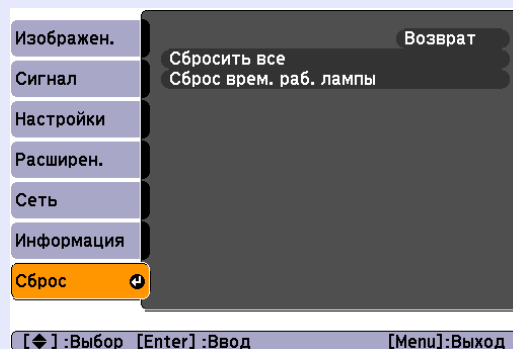 Изображен.
Сигнал
Настройки
Расширен.
Сеть
Информация
Сброс
Возврат
Сбросить все
Сброс врем. раб. лампы
[◆]:Выбор [Enter]:Ввод [Menu]:Выход